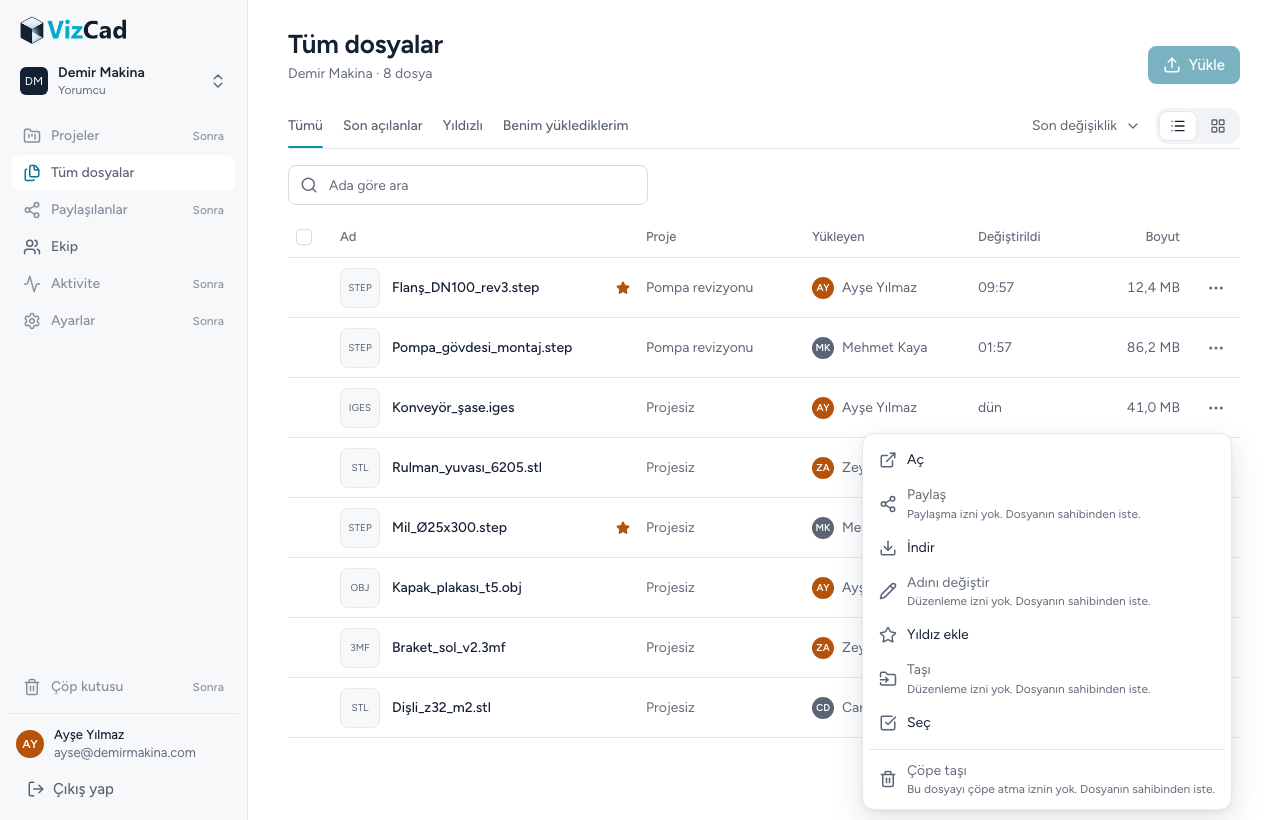 VizCad
DM
Demir Makina
Yorumcu
Projeler Sonra
Tüm dosyalar
Paylaşılanlar Sonra
Ekip
Aktivite Sonra
Ayarlar Sonra
Çöp kutusu Sonra
AY
Ayşe Yılmaz
ayse@demirmakina.com
Çıkış yap
Tüm dosyalar
Demir Makina · 8 dosya
Yükle
Tümü Son açılanlar Yıldızlı Benim yüklediklerim Son değişiklik
Ada göre ara
Ad Proje Yükleyen Değiştirildi Boyut
STEP Flanş_DN100_rev3.step Pompa revizyonu AY Ayşe Yılmaz 09:57 12,4 MB
STEP Pompa_gövdesi_montaj.step Pompa revizyonu MK Mehmet Kaya 01:57 86,2 MB
IGES Konveyör_şase.iges Projesiz AY Ayşe Yılmaz dün 41,0 MB
STL Rulman_yuvası_6205.stl Projesiz ZA Zey
STEP Mil_Ø25x300.step Projesiz MK Me
OBJ Kapak_plakası_t5.obj Projesiz AY Ayş
3MF Braket_sol_v2.3mf Projesiz ZA Zey
STL Dişli_z32_m2.stl Projesiz CD Can
Aç
Paylaş
Paylaşma izni yok. Dosyanın sahibinden iste.
İndir
Adını değiştir
Düzenleme izni yok. Dosyanın sahibinden iste.
Yıldız ekle
Taşı
Düzenleme izni yok. Dosyanın sahibinden iste.
Seç
Çöpe taşı
Bu dosyayı çöpe atma iznin yok. Dosyanın sahibinden iste.